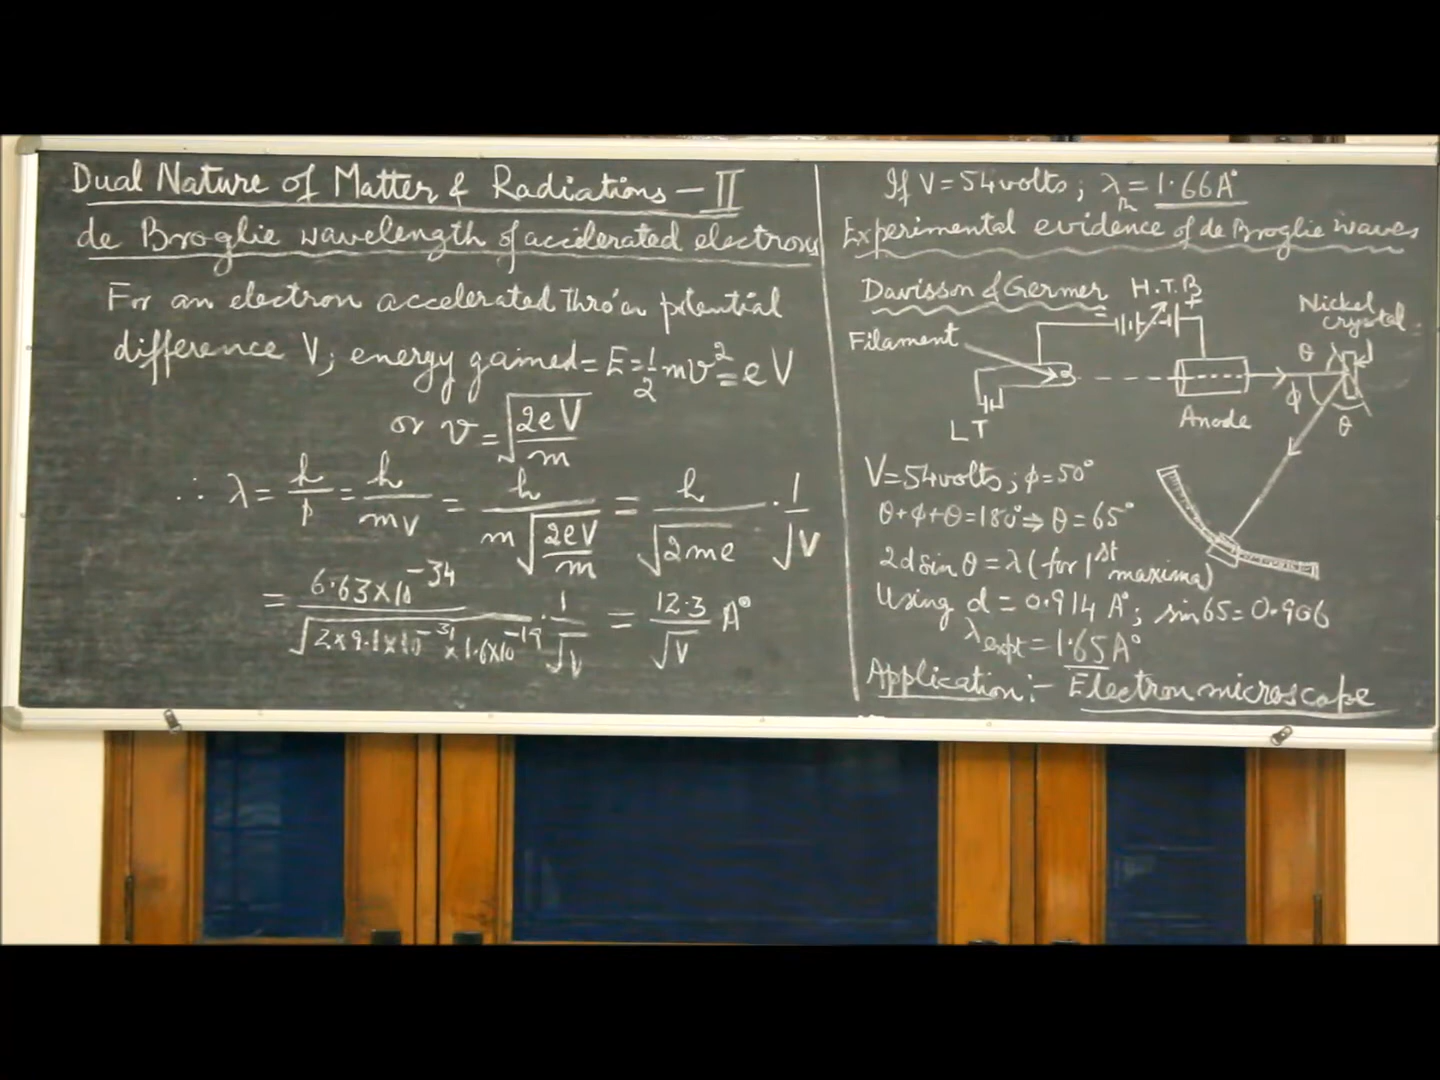 Dual Nature of Matter & Radiations – II
de Broglie wavelength of accelerated electrons
For an electron accelerated thro' a potential
difference V, energy gained = E = 1/2 mv² = eV
or v = √(2eV/m)
∴ λ = h/p = h/mv = h/(m√(2eV/m)) = h/√(2me) · 1/√V
= 6.63×10⁻³⁴/√(2×9.1×10⁻³¹×1.6×10⁻¹⁹) · 1/√V = 12.3/√V A°
If V = 54 volts; λ_th = 1.66A°
Experimental evidence of de Broglie waves
Davisson & Germer
H.T.B
– +
Nickel
crystal
Filament
θ
φ
θ
Anode
LT
V = 54 volts; φ = 50°
θ+φ+θ = 180° ⇒ θ = 65°
2d sin θ = λ (for 1st maxima)
Using d = 0.914 A°; sin 65 = 0.906
λ_expt = 1.65A°
Application:- Electron microscope